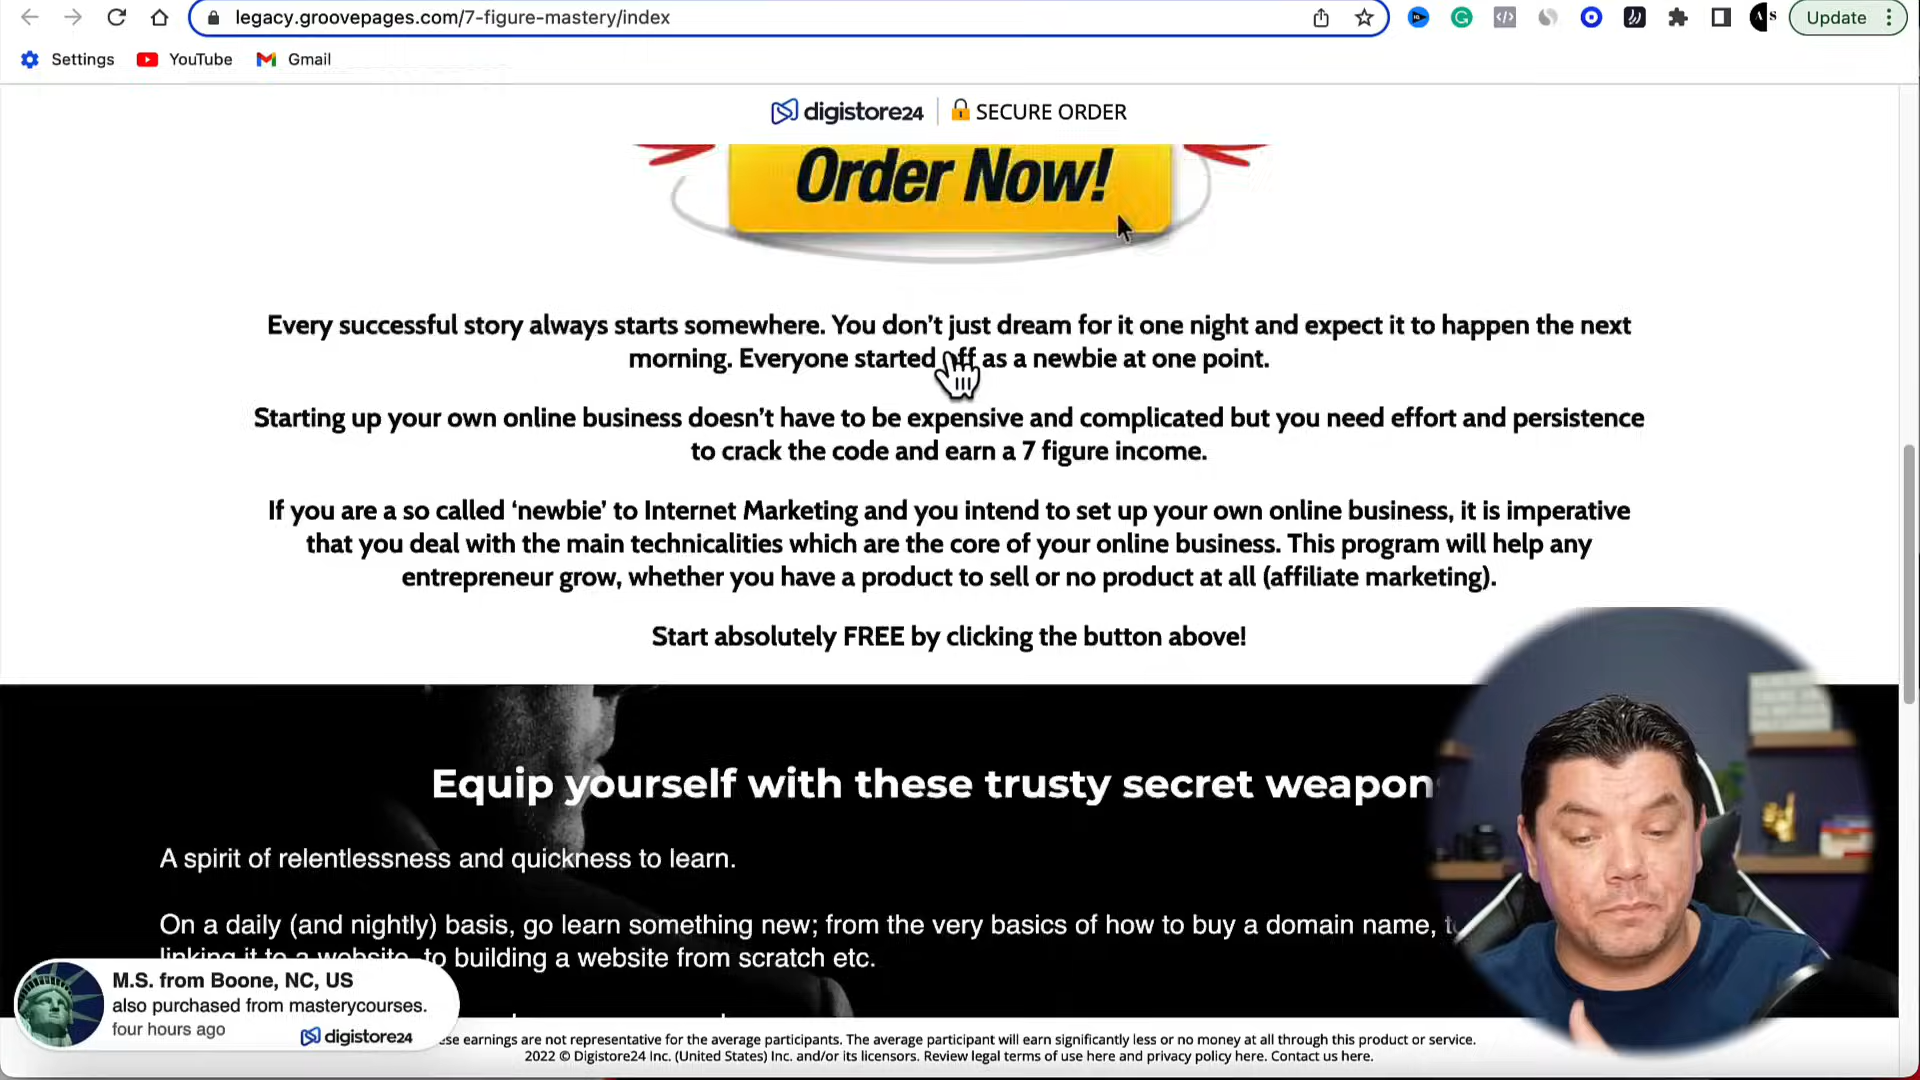 legacy.groovepages.com/7-figure-mastery/index
Update
Settings
YouTube
Gmail
digistore24
SECURE ORDER
Order Now!
Every successful story always starts somewhere. You don't just dream for it one night and expect it to happen the next
morning. Everyone started off as a newbie at one point.
Starting up your own online business doesn't have to be expensive and complicated but you need effort and persistence
to crack the code and earn a 7 figure income.
If you are a so called ‘newbie’ to Internet Marketing and you intend to set up your own online business, it is imperative
that you deal with the main technicalities which are the core of your online business. This program will help any
entrepreneur grow, whether you have a product to sell or no product at all (affiliate marketing).
Start absolutely FREE by clicking the button above!
Equip yourself with these trusty secret weapon
A spirit of relentlessness and quickness to learn.
On a daily (and nightly) basis, go learn something new; from the very basics of how to buy a domain name,
linking it to a website, to building a website from scratch etc.
M.S. from Boone, NC, US
also purchased from masterycourses.
four hours ago
digistore24
earnings are not representative for the average participants. The average participant will earn significantly less or no money at all through this product or service.
2022 © Digistore24 Inc. (United States) Inc. and/or its licensors. Review legal terms of use here and privacy policy here. Contact us here.